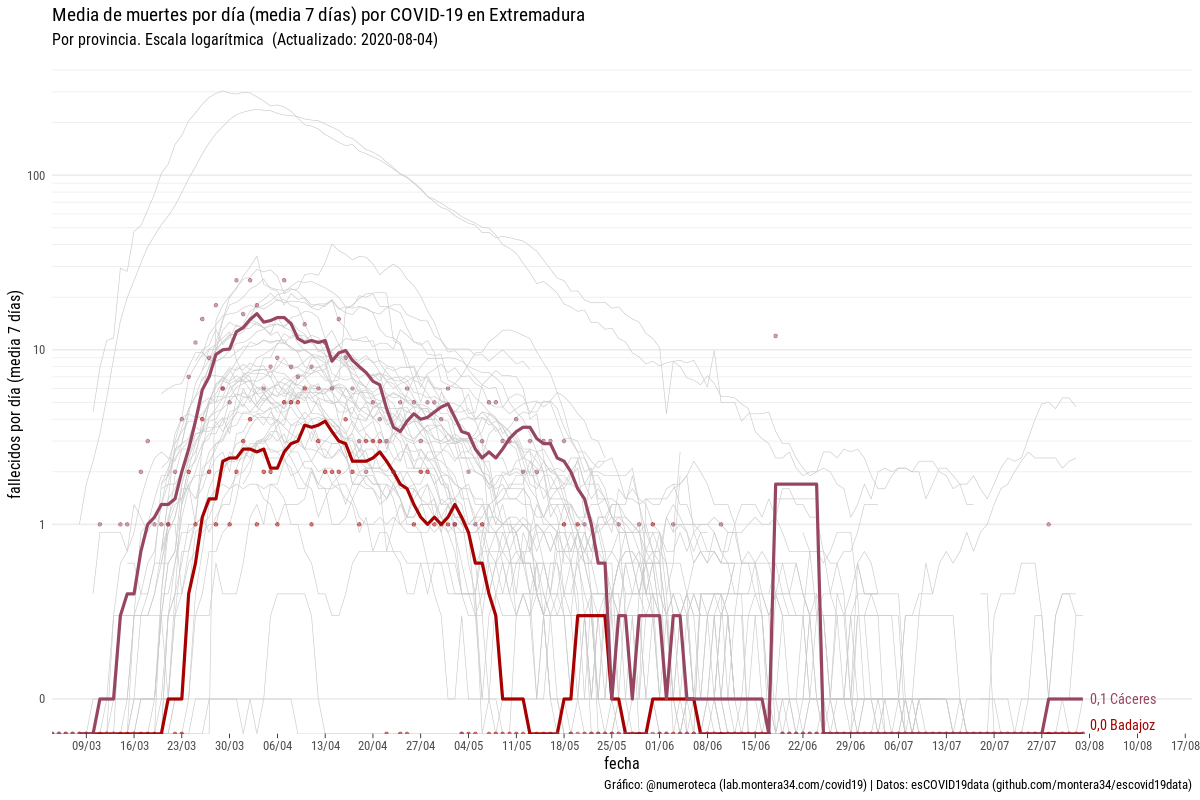 Media de muertes por día (media 7 días) por COVID-19 en Extremadura
Por provincia. Escala logarítmica (Actualizado: 2020-08-04)
fallecidos por día (media 7 días)
100
10
1
0
0,1 Cáceres
0,0 Badajoz
09/03 16/03 23/03 30/03 06/04 13/04 20/04 27/04 04/05 11/05 18/05 25/05 01/06 08/06 15/06 22/06 29/06 06/07 13/07 20/07 27/07 03/08 10/08 17/08
fecha
Gráfico: @numeroteca (lab.montera34.com/covid19) | Datos: esCOVID19data (github.com/montera34/escovid19data)